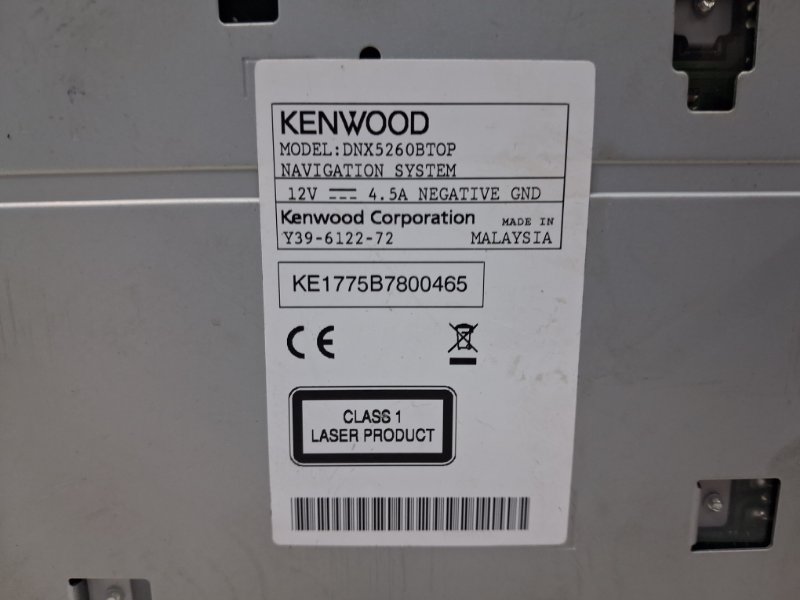 KENWOOD
MODEL:DNX5260BTOP
NAVIGATION SYSTEM
12V ⎓ 4.5A NEGATIVE GND
Kenwood Corporation MADE IN
Y39-6122-72 MALAYSIA
KE1775B7800465
CE
CLASS 1
LASER PRODUCT